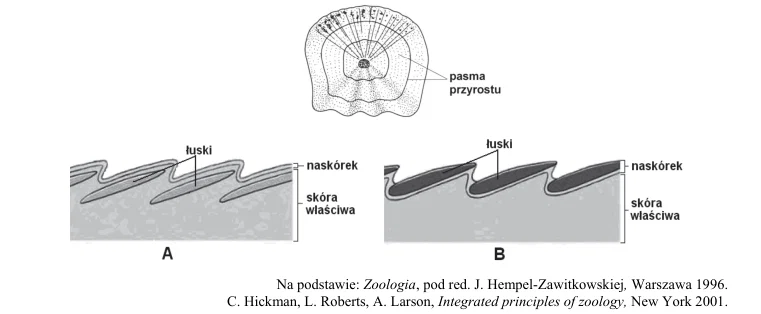 pasma
przyrostu
łuski
naskórek
skóra
właściwa
A
łuski
naskórek
skóra
właściwa
B
Na podstawie: Zoologia, pod red. J. Hempel-Zawitkowskiej, Warszawa 1996.
C. Hickman, L. Roberts, A. Larson, Integrated principles of zoology, New York 2001.